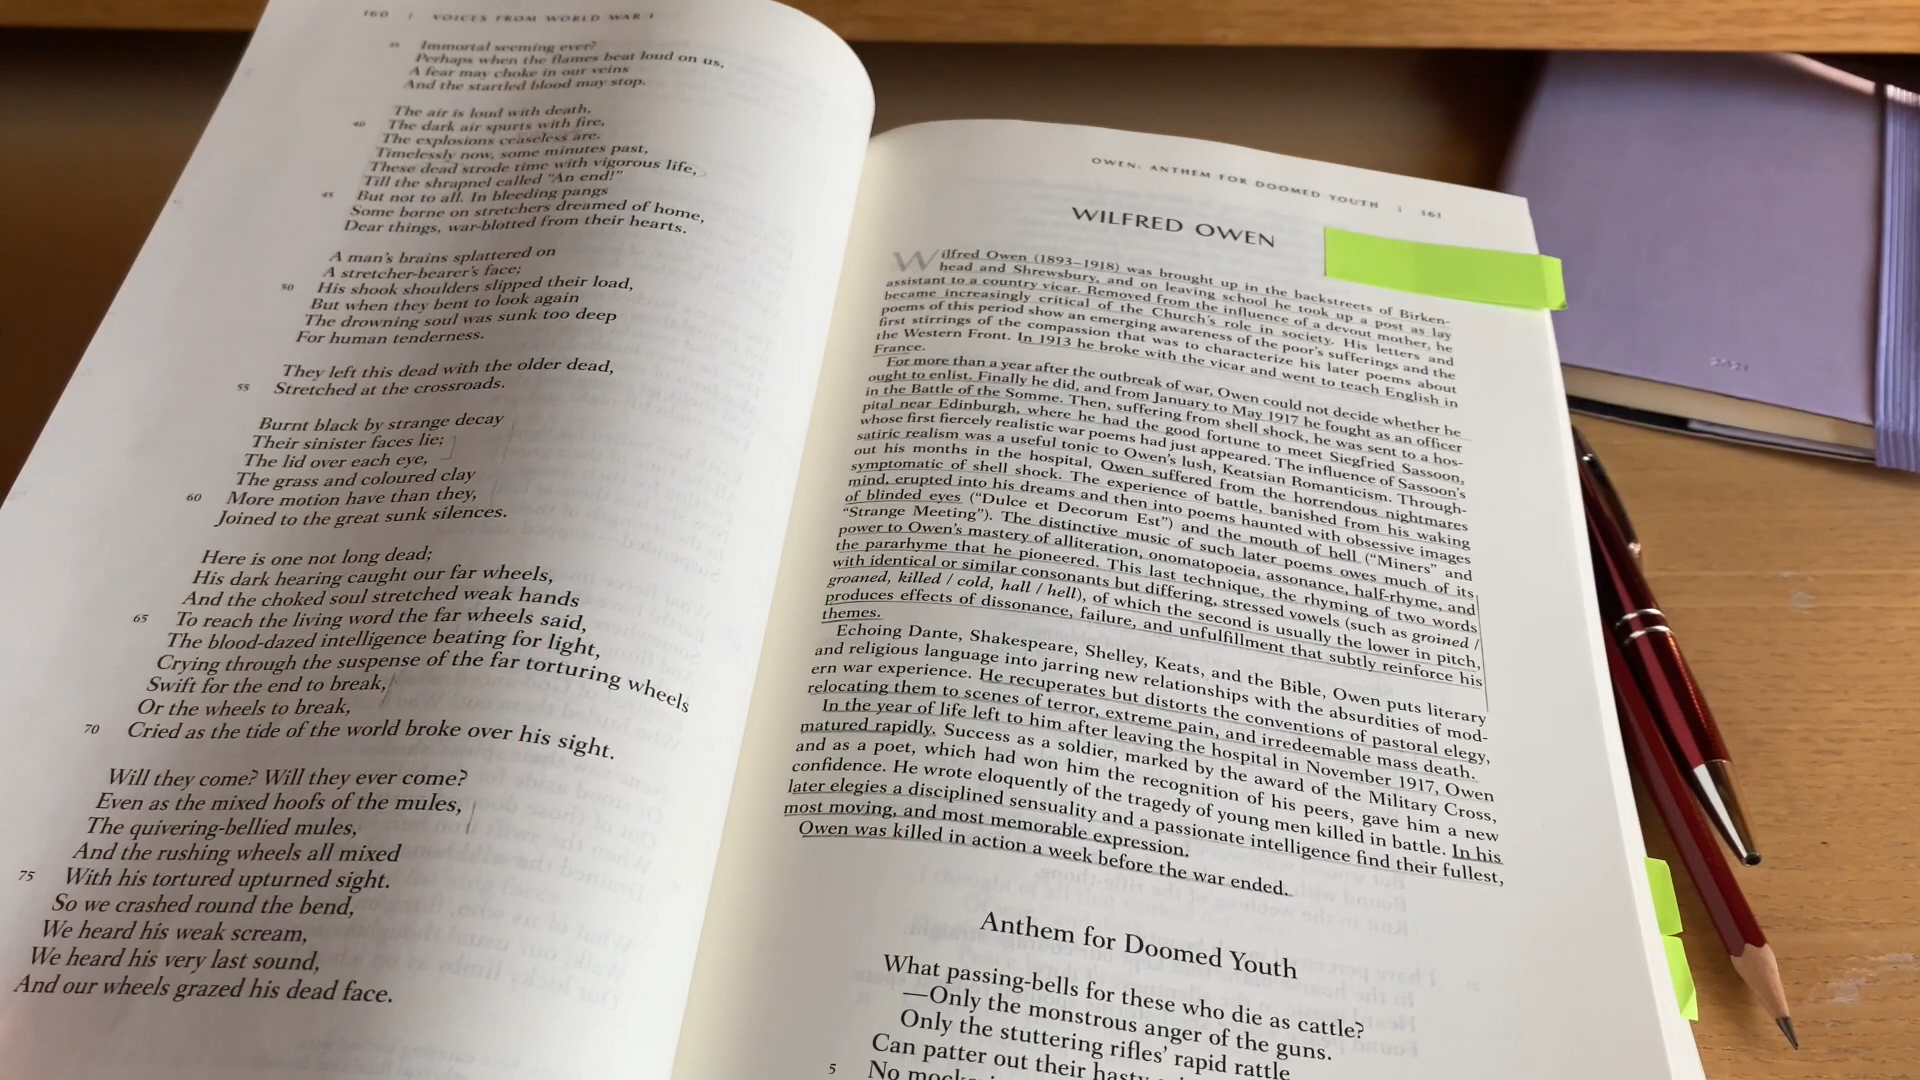 160 | VOICES FROM WORLD WAR I
35 Immortal seeming ever?
Perhaps when the flames beat loud on us,
A fear may choke in our veins
And the startled blood may stop.
The air is loud with death.
40 The dark air spurts with fire,
The explosions ceaseless are.
Timelessly now, some minutes past,
These dead strode time with vigorous life,
Till the shrapnel called "An end!"
45 But not to all. In bleeding pangs
Some borne on stretchers dreamed of home,
Dear things, war-blotted from their hearts.
A man's brains splattered on
A stretcher-bearer's face;
50 His shook shoulders slipped their load,
But when they bent to look again
The drowning soul was sunk too deep
For human tenderness.
They left this dead with the older dead,
55 Stretched at the crossroads.
Burnt black by strange decay
Their sinister faces lie;
The lid over each eye,
The grass and coloured clay
60 More motion have than they,
Joined to the great sunk silences.
Here is one not long dead;
His dark hearing caught our far wheels,
And the choked soul stretched weak hands
65 To reach the living word the far wheels said,
The blood-dazed intelligence beating for light,
Crying through the suspense of the far torturing wheels
Swift for the end to break,
Or the wheels to break,
70 Cried as the tide of the world broke over his sight.
Will they come? Will they ever come?
Even as the mixed hoofs of the mules,
The quivering-bellied mules,
And the rushing wheels all mixed
75 With his tortured upturned sight.
So we crashed round the bend,
We heard his weak scream,
We heard his very last sound,
And our wheels grazed his dead face.
OWEN: ANTHEM FOR DOOMED YOUTH | 161
WILFRED OWEN
Wilfred Owen (1893–1918) was brought up in the backstreets of Birken-
head and Shrewsbury, and on leaving school he took up a post as lay
assistant to a country vicar. Removed from the influence of a devout mother, he
became increasingly critical of the Church's role in society. His letters and
poems of this period show an emerging awareness of the poor's sufferings and the
first stirrings of the compassion that was to characterize his later poems about
the Western Front. In 1913 he broke with the vicar and went to teach English in
France.
For more than a year after the outbreak of war, Owen could not decide whether he
ought to enlist. Finally he did, and from January to May 1917 he fought as an officer
in the Battle of the Somme. Then, suffering from shell shock, he was sent to a hos-
pital near Edinburgh, where he had the good fortune to meet Siegfried Sassoon,
whose first fiercely realistic war poems had just appeared. The influence of Sassoon's
satiric realism was a useful tonic to Owen's lush, Keatsian Romanticism. Through-
out his months in the hospital, Owen suffered from the horrendous nightmares
symptomatic of shell shock. The experience of battle, banished from his waking
mind, erupted into his dreams and then into poems haunted with obsessive images
of blinded eyes ("Dulce et Decorum Est") and the mouth of hell ("Miners" and
"Strange Meeting"). The distinctive music of such later poems owes much of its
power to Owen's mastery of alliteration, onomatopoeia, assonance, half-rhyme, and
the pararhyme that he pioneered. This last technique, the rhyming of two words
with identical or similar consonants but differing, stressed vowels (such as groined /
groaned, killed / cold, hall / hell), of which the second is usually the lower in pitch,
produces effects of dissonance, failure, and unfulfillment that subtly reinforce his
themes.
Echoing Dante, Shakespeare, Shelley, Keats, and the Bible, Owen puts literary
and religious language into jarring new relationships with the absurdities of mod-
ern war experience. He recuperates but distorts the conventions of pastoral elegy,
relocating them to scenes of terror, extreme pain, and irredeemable mass death.
In the year of life left to him after leaving the hospital in November 1917, Owen
matured rapidly. Success as a soldier, marked by the award of the Military Cross,
and as a poet, which had won him the recognition of his peers, gave him a new
confidence. He wrote eloquently of the tragedy of young men killed in battle. In his
later elegies a disciplined sensuality and a passionate intelligence find their fullest,
most moving, and most memorable expression.
Owen was killed in action a week before the war ended.
Anthem for Doomed Youth
What passing-bells for these who die as cattle?
—Only the monstrous anger of the guns.
Only the stuttering rifles' rapid rattle
Can patter out their hasty
5 No